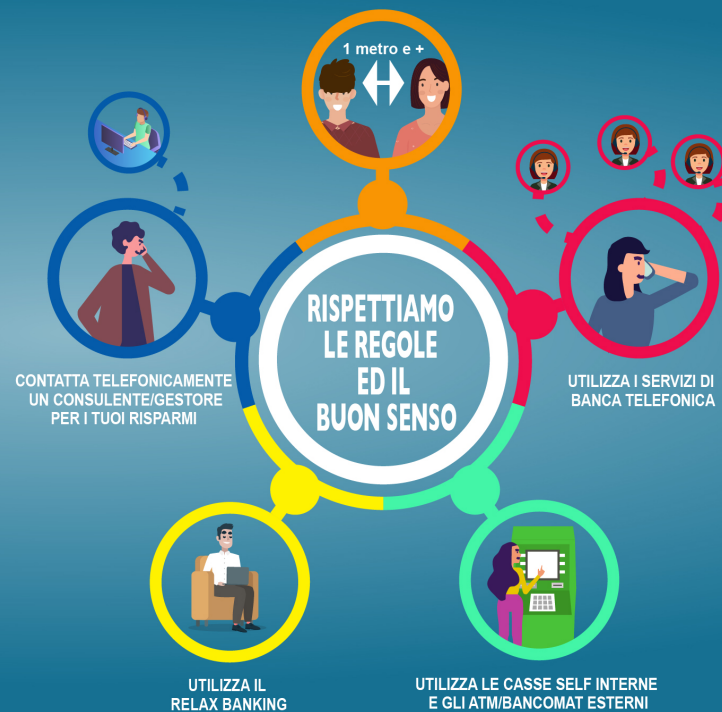 1 metro e +
RISPETTIAMO
LE REGOLE
ED IL
BUON SENSO
CONTATTA TELEFONICAMENTE
UN CONSULENTE/GESTORE
PER I TUOI RISPARMI
UTILIZZA I SERVIZI DI
BANCA TELEFONICA
UTILIZZA IL
RELAX BANKING
UTILIZZA LE CASSE SELF INTERNE
E GLI ATM/BANCOMAT ESTERNI